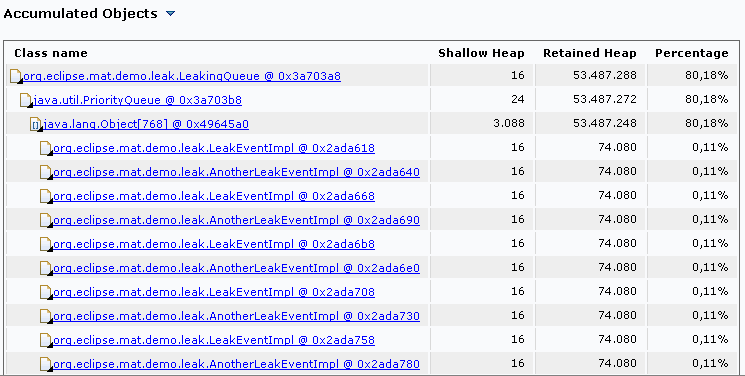 Accumulated Objects
Class name Shallow Heap Retained Heap Percentage
org.eclipse.mat.demo.leak.LeakingQueue @ 0x3a703a8 16 53.487.288 80,18%
java.util.PriorityQueue @ 0x3a703b8 24 53.487.272 80,18%
java.lang.Object[768] @ 0x49645a0 3.088 53.487.248 80,18%
org.eclipse.mat.demo.leak.LeakEventImpl @ 0x2ada618 16 74.080 0,11%
org.eclipse.mat.demo.leak.AnotherLeakEventImpl @ 0x2ada640 16 74.080 0,11%
org.eclipse.mat.demo.leak.LeakEventImpl @ 0x2ada668 16 74.080 0,11%
org.eclipse.mat.demo.leak.AnotherLeakEventImpl @ 0x2ada690 16 74.080 0,11%
org.eclipse.mat.demo.leak.LeakEventImpl @ 0x2ada6b8 16 74.080 0,11%
org.eclipse.mat.demo.leak.AnotherLeakEventImpl @ 0x2ada6e0 16 74.080 0,11%
org.eclipse.mat.demo.leak.LeakEventImpl @ 0x2ada708 16 74.080 0,11%
org.eclipse.mat.demo.leak.AnotherLeakEventImpl @ 0x2ada730 16 74.080 0,11%
org.eclipse.mat.demo.leak.LeakEventImpl @ 0x2ada758 16 74.080 0,11%
org.eclipse.mat.demo.leak.AnotherLeakEventImpl @ 0x2ada780 16 74.080 0,11%